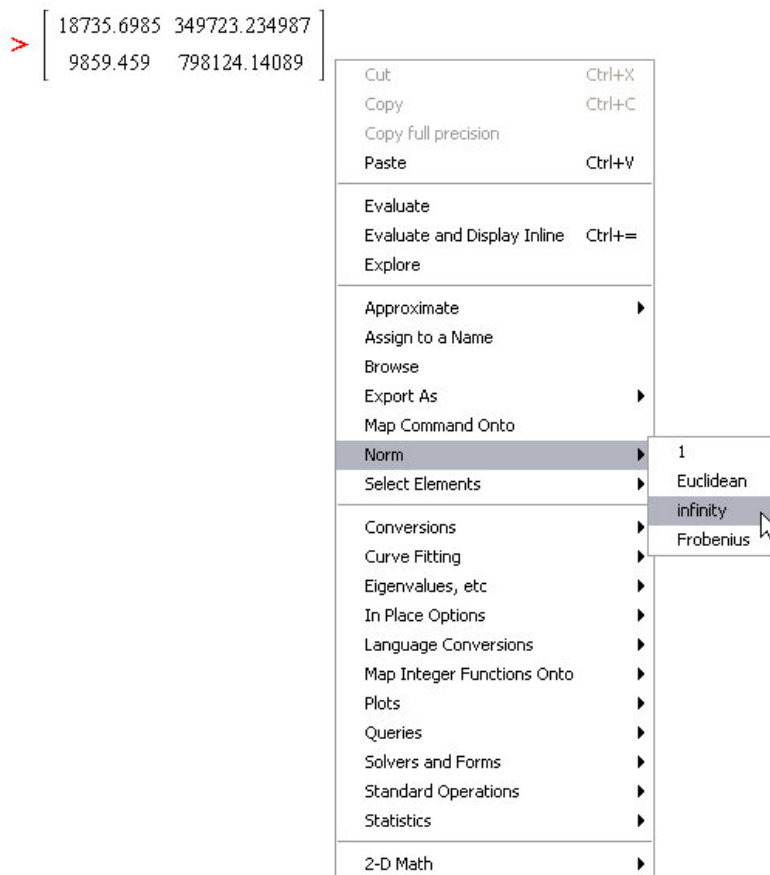 > 18735.6985 349723.234987
9859.459 798124.14089
Cut Ctrl+X
Copy Ctrl+C
Copy full precision
Paste Ctrl+V
Evaluate
Evaluate and Display Inline Ctrl+=
Explore
Approximate
Assign to a Name
Browse
Export As
Map Command Onto
Norm
1
Euclidean
infinity
Frobenius
Select Elements
Conversions
Curve Fitting
Eigenvalues, etc
In Place Options
Language Conversions
Map Integer Functions Onto
Plots
Queries
Solvers and Forms
Standard Operations
Statistics
2-D Math